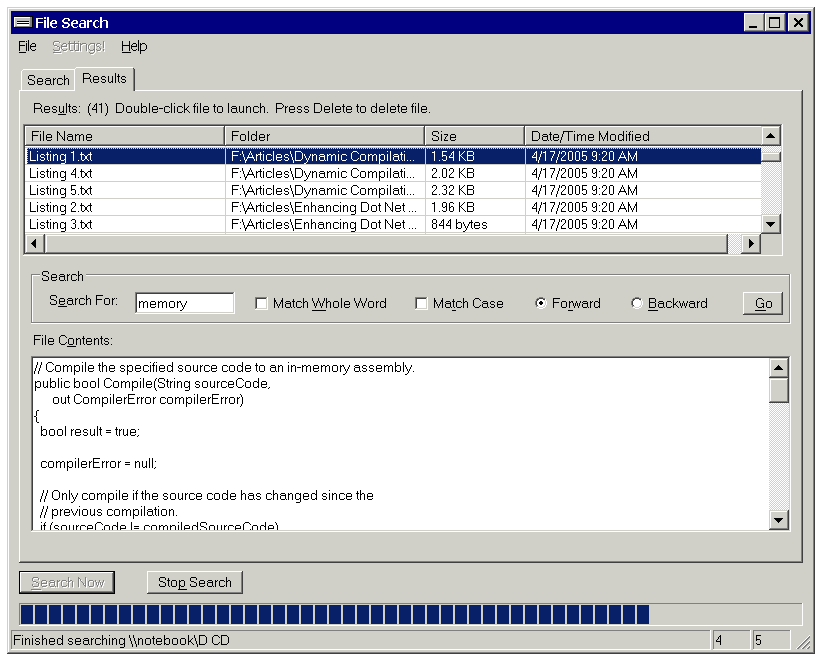 File Search
File Settings! Help
Search Results
Results: (41) Double-click file to launch. Press Delete to delete file.
File Name Folder Size Date/Time Modified
Listing 1.txt F:\Articles\Dynamic Compilati... 1.54 KB 4/17/2005 9:20 AM
Listing 4.txt F:\Articles\Dynamic Compilati... 2.02 KB 4/17/2005 9:20 AM
Listing 5.txt F:\Articles\Dynamic Compilati... 2.32 KB 4/17/2005 9:20 AM
Listing 2.txt F:\Articles\Enhancing Dot Net ... 1.96 KB 4/17/2005 9:20 AM
Listing 3.txt F:\Articles\Enhancing Dot Net ... 844 bytes 4/17/2005 9:20 AM
Search
Search For: memory Match Whole Word Match Case Forward Backward Go
File Contents:
// Compile the specified source code to an in-memory assembly.
public bool Compile(String sourceCode,
out CompilerError compilerError)
{
bool result = true;
compilerError = null;
// Only compile if the source code has changed since the
// previous compilation.
if (sourceCode != compiledSourceCode)
Search Now Stop Search
Finished searching \\notebook\D CD 4 5